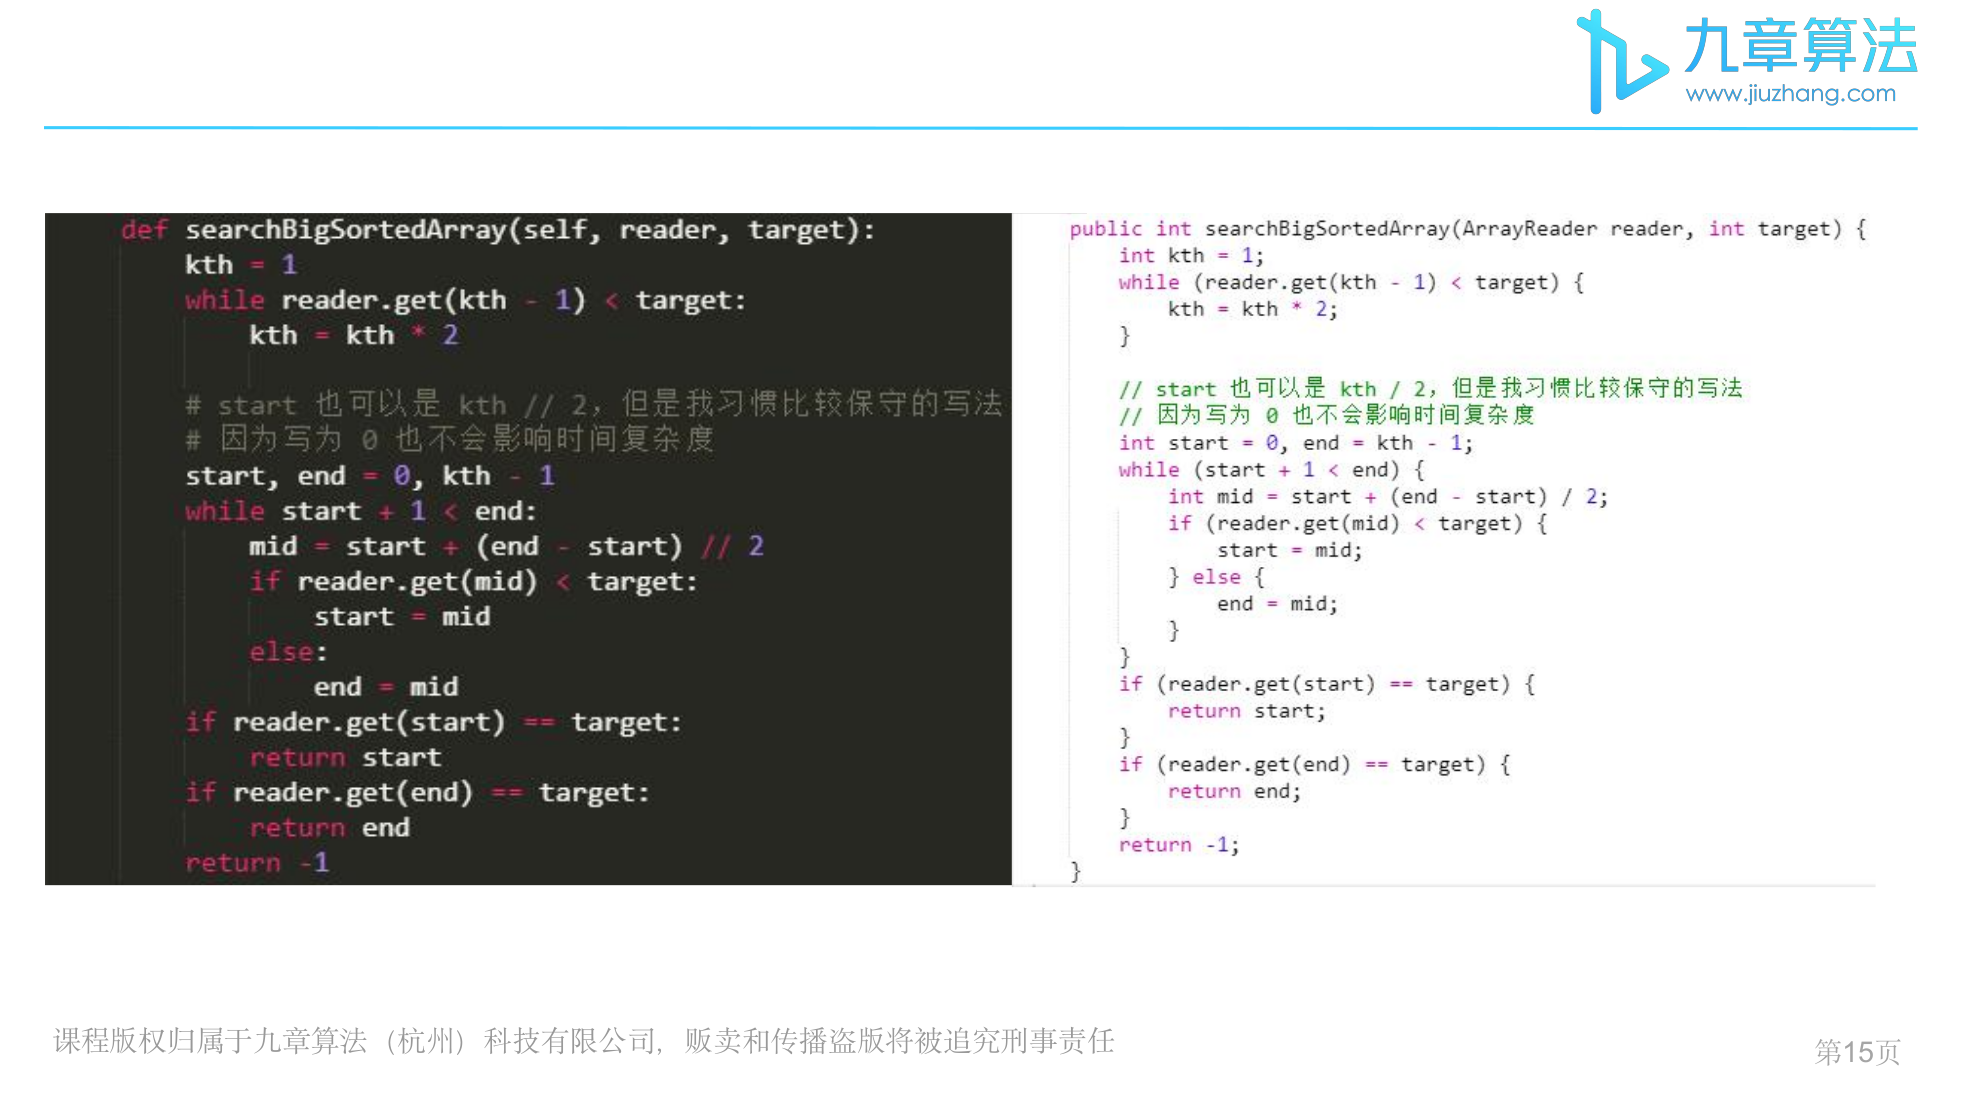 九章算法
www.jiuzhang.com
def searchBigSortedArray(self, reader, target):
kth = 1
while reader.get(kth - 1) < target:
kth = kth * 2
# start 也可以是 kth // 2，但是我习惯比较保守的写法
# 因为写为 0 也不会影响时间复杂度
start, end = 0, kth - 1
while start + 1 < end:
mid = start + (end - start) // 2
if reader.get(mid) < target:
start = mid
else:
end = mid
if reader.get(start) == target:
return start
if reader.get(end) == target:
return end
return -1
public int searchBigSortedArray(ArrayReader reader, int target) {
int kth = 1;
while (reader.get(kth - 1) < target) {
kth = kth * 2;
}
// start 也可以是 kth / 2，但是我习惯比较保守的写法
// 因为写为 0 也不会影响时间复杂度
int start = 0, end = kth - 1;
while (start + 1 < end) {
int mid = start + (end - start) / 2;
if (reader.get(mid) < target) {
start = mid;
} else {
end = mid;
}
}
if (reader.get(start) == target) {
return start;
}
if (reader.get(end) == target) {
return end;
}
return -1;
}
课程版权归属于九章算法（杭州）科技有限公司，贩卖和传播盗版将被追究刑事责任
第15页